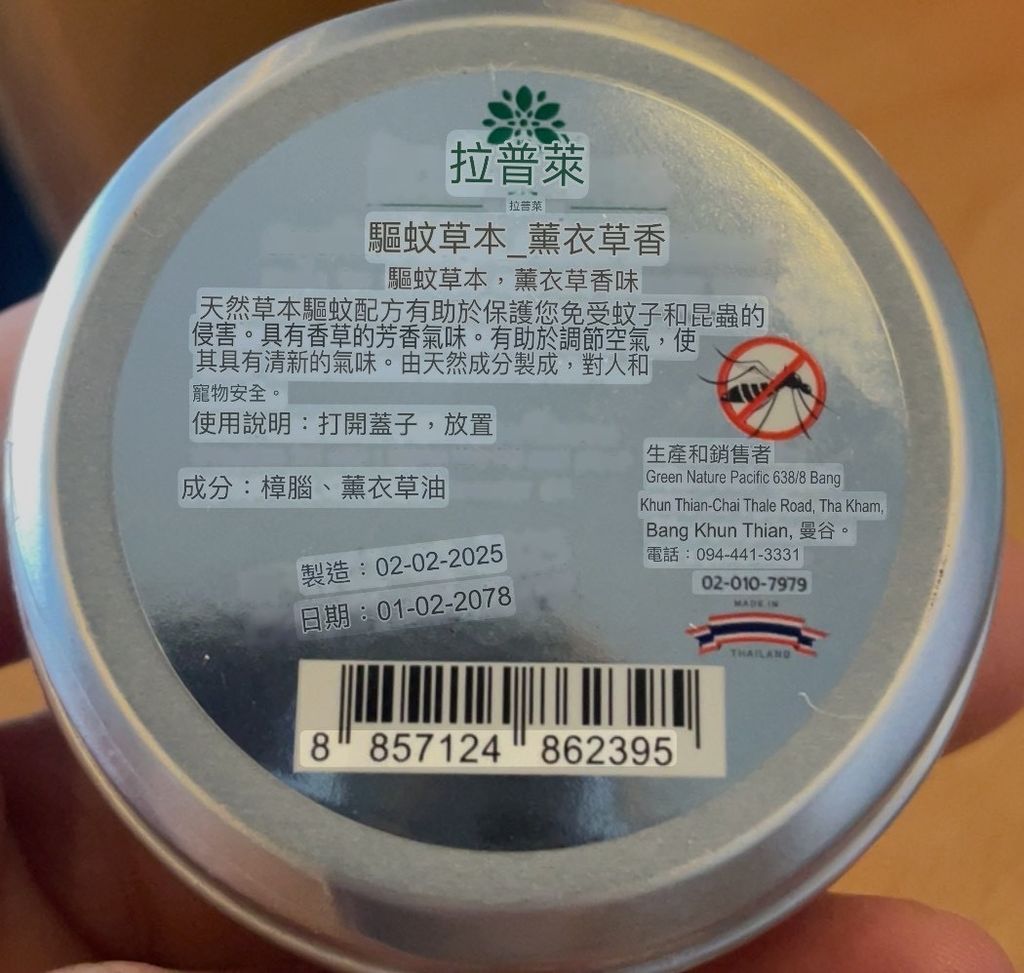 拉普萊
拉普菜
驅蚊草本_薰衣草香
驅蚊草本，薰衣草香味
天然草本驅蚊配方有助於保護您免受蚊子和昆蟲的
侵害。具有香草的芳香氣味。有助於調節空氣，使
其具有清新的氣味。由天然成分製成，對人和
寵物安全。
使用說明：打開蓋子，放置
成分：樟腦、薰衣草油
生產和銷售者
Green Nature Pacific 638/8 Bang
Khun Thian-Chai Thale Road, Tha Kham,
Bang Khun Thian, 曼谷。
電話：094-441-3331
02-010-7979
MADE IN
THAILAND
製造：02-02-2025
日期：01-02-2078
8 857124 862395